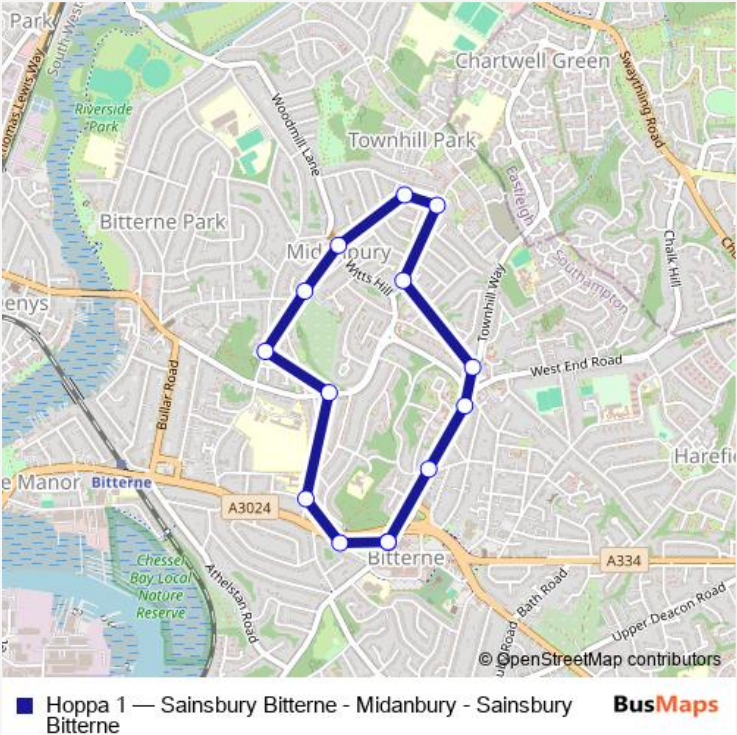 Park
South West
Thomas Lewis Way
Riverside
Park
Woodmill Lane
Chartwell Green
Swaythling Road
Townhill Park
Eastleigh
Southampton
Bitterne Park
Midanbury
Witts Hill
Townhill Way
Chalk Hill
enys
Bullar Road
West End Road
Harefie
e Manor
Bitterne
A3024
Chessel
Bay Local
Nature
Reserve
Athelstan Road
Bitterne
A334
Bath Road
Upper Deacon Road
© OpenStreetMap contributors
Hoppa 1 — Sainsbury Bitterne - Midanbury - Sainsbury
Bitterne
BusMaps